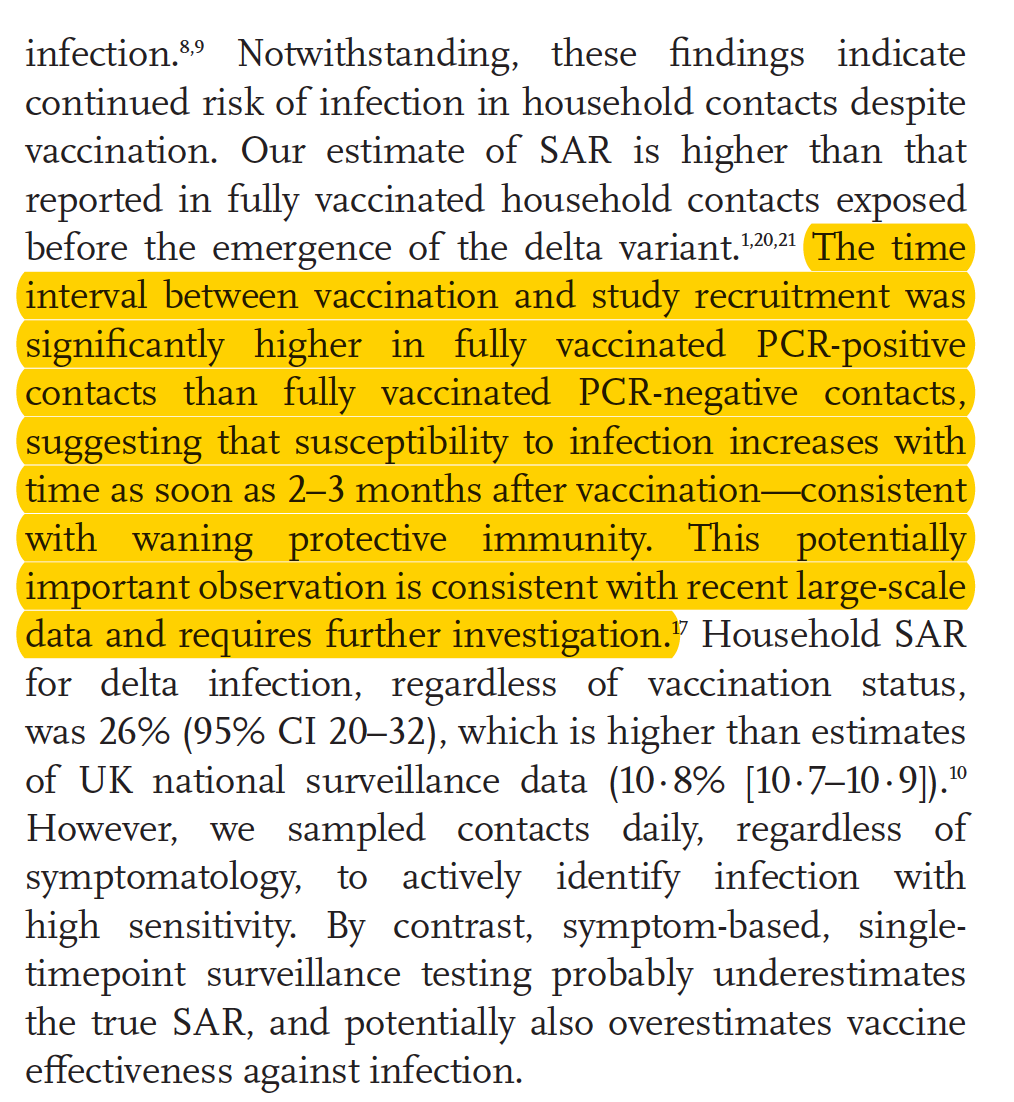 infection.8,9 Notwithstanding, these findings indicate
continued risk of infection in household contacts despite
vaccination. Our estimate of SAR is higher than that
reported in fully vaccinated household contacts exposed
before the emergence of the delta variant.1,20,21 The time
interval between vaccination and study recruitment was
significantly higher in fully vaccinated PCR-positive
contacts than fully vaccinated PCR-negative contacts,
suggesting that susceptibility to infection increases with
time as soon as 2–3 months after vaccination—consistent
with waning protective immunity. This potentially
important observation is consistent with recent large-scale
data and requires further investigation.17 Household SAR
for delta infection, regardless of vaccination status,
was 26% (95% CI 20–32), which is higher than estimates
of UK national surveillance data (10·8% [10·7–10·9]).10
However, we sampled contacts daily, regardless of
symptomatology, to actively identify infection with
high sensitivity. By contrast, symptom-based, single-
timepoint surveillance testing probably underestimates
the true SAR, and potentially also overestimates vaccine
effectiveness against infection.